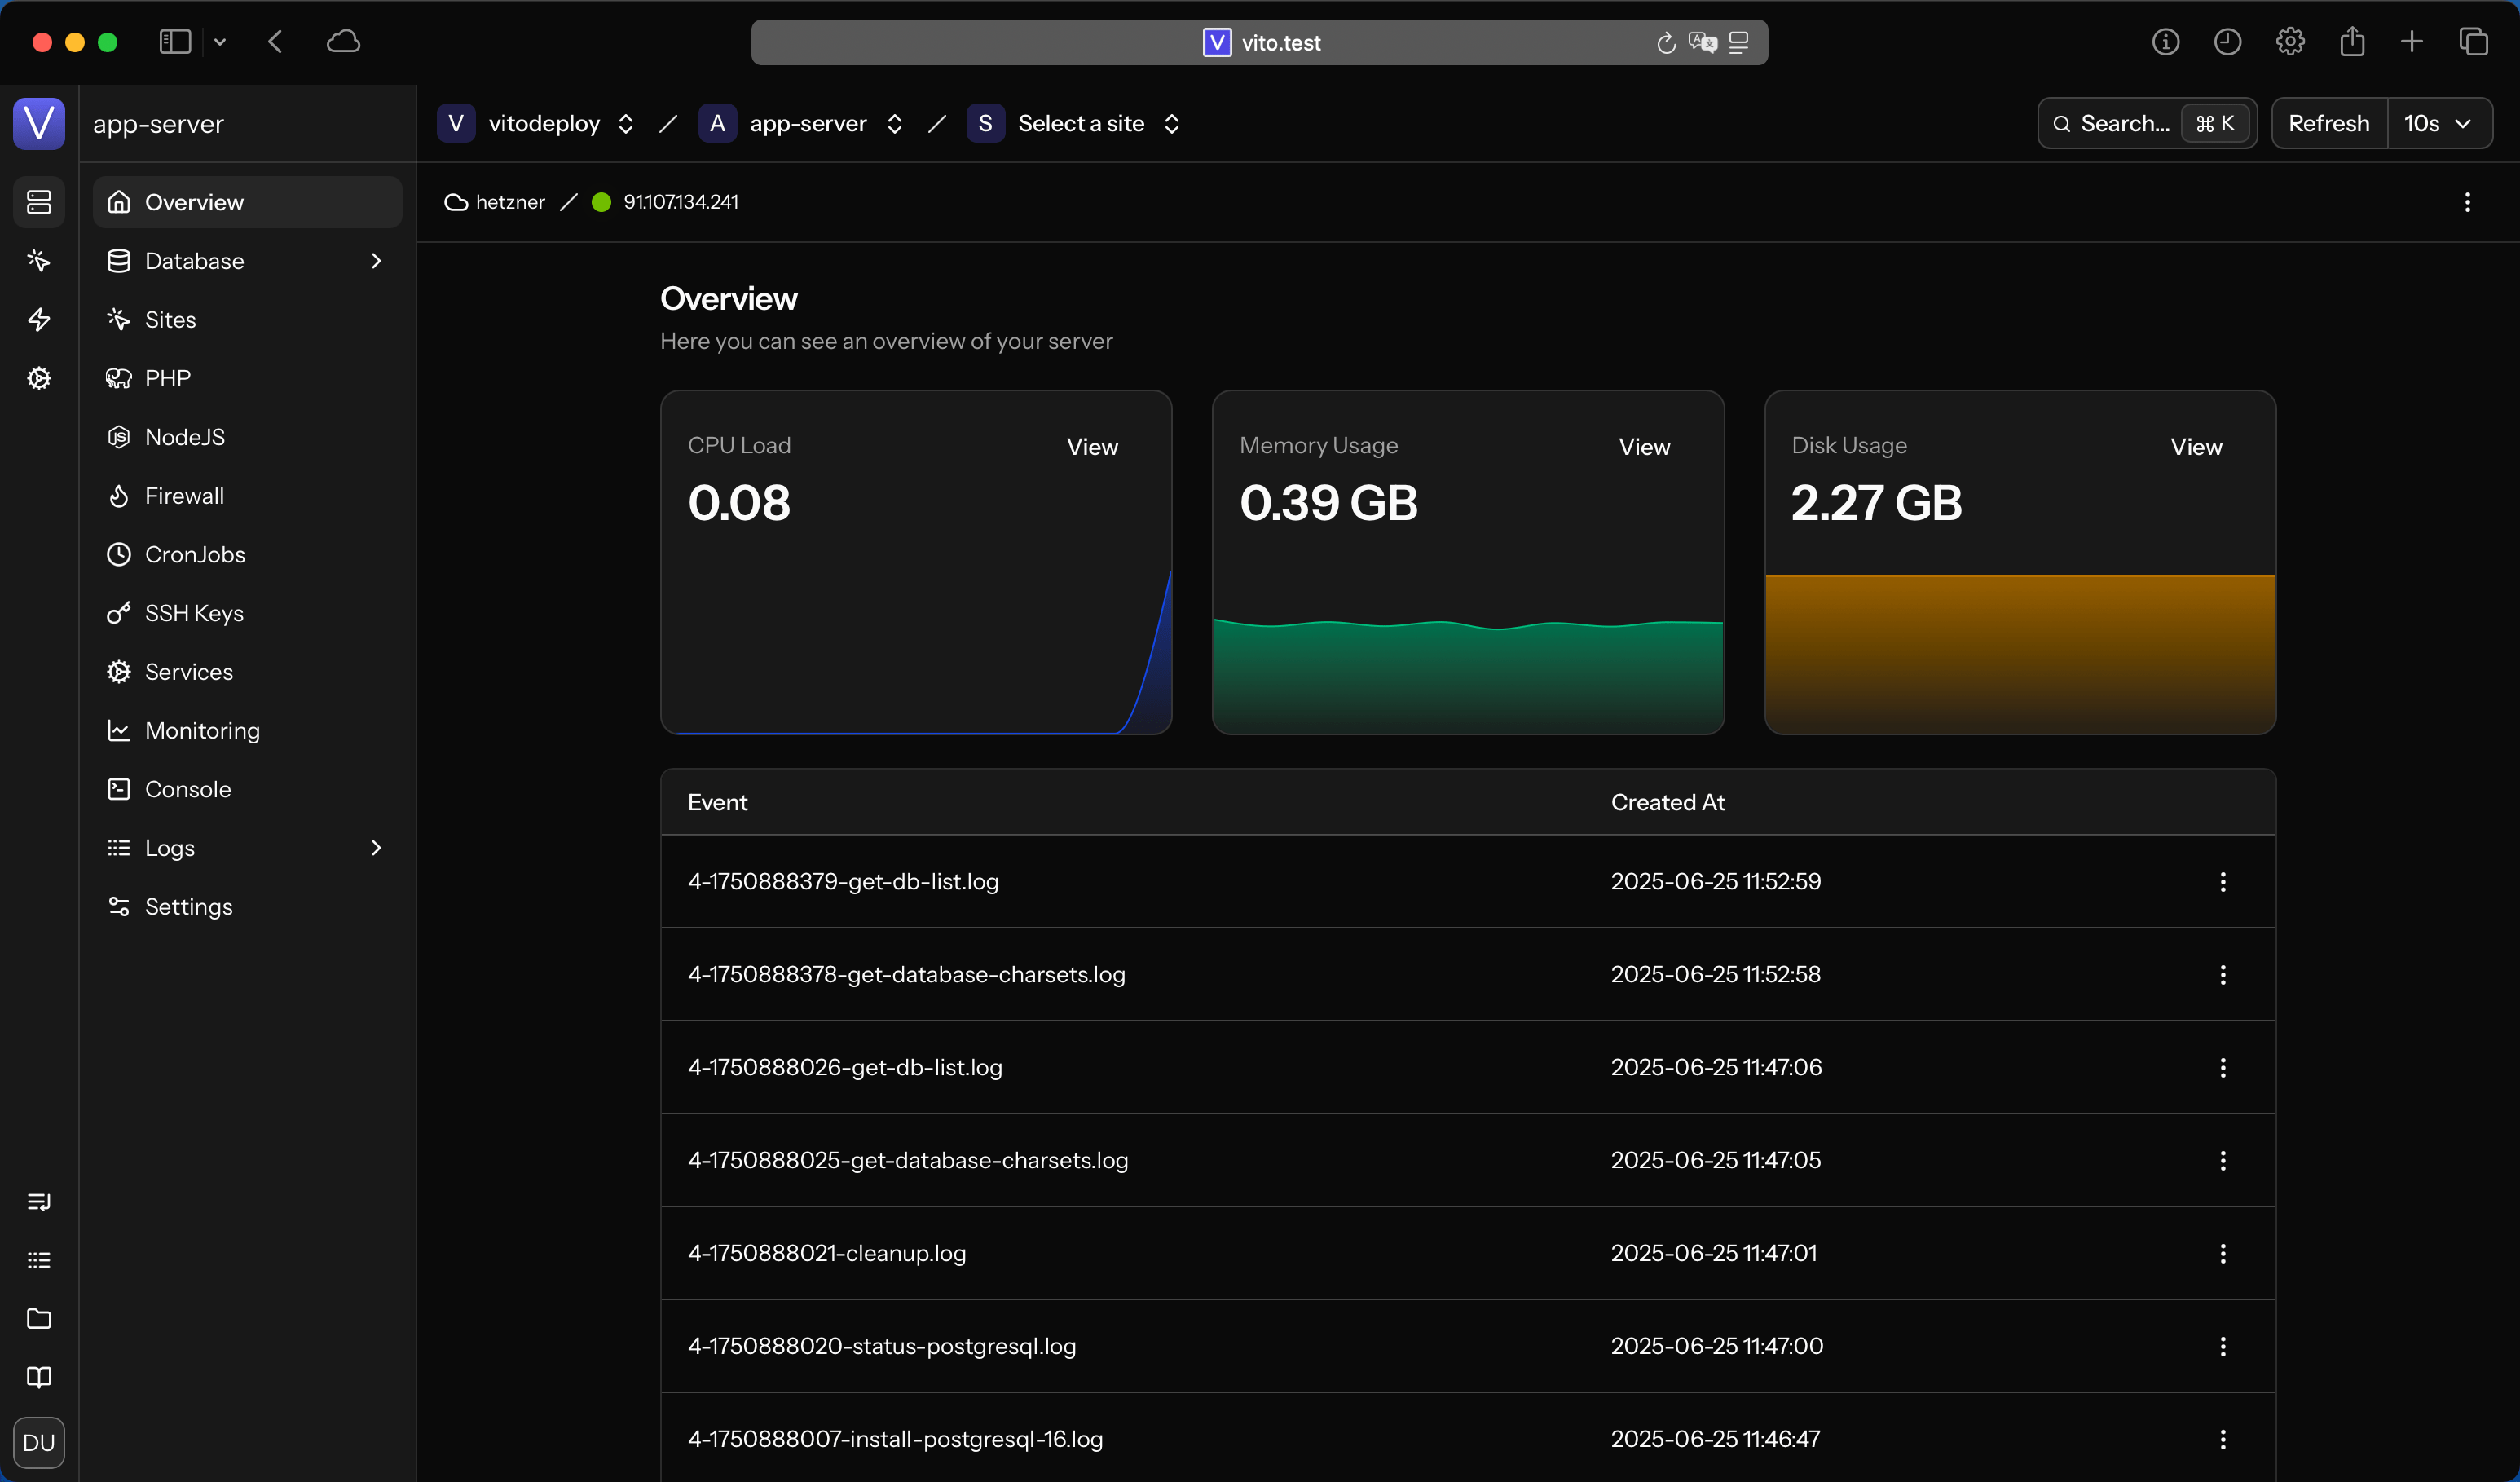 V vito.test
V
app-server
V vitodeploy / A app-server / S Select a site
Search... ⌘ K
Refresh 10s
hetzner / 91.107.134.241
Overview
Database
Sites
PHP
JS NodeJS
Firewall
CronJobs
SSH Keys
Services
Monitoring
Console
Logs
Settings
DU
Overview
Here you can see an overview of your server
CPU Load View
0.08
Memory Usage View
0.39 GB
Disk Usage View
2.27 GB
Event Created At
4-1750888379-get-db-list.log 2025-06-25 11:52:59
4-1750888378-get-database-charsets.log 2025-06-25 11:52:58
4-1750888026-get-db-list.log 2025-06-25 11:47:06
4-1750888025-get-database-charsets.log 2025-06-25 11:47:05
4-1750888021-cleanup.log 2025-06-25 11:47:01
4-1750888020-status-postgresql.log 2025-06-25 11:47:00
4-1750888007-install-postgresql-16.log 2025-06-25 11:46:47